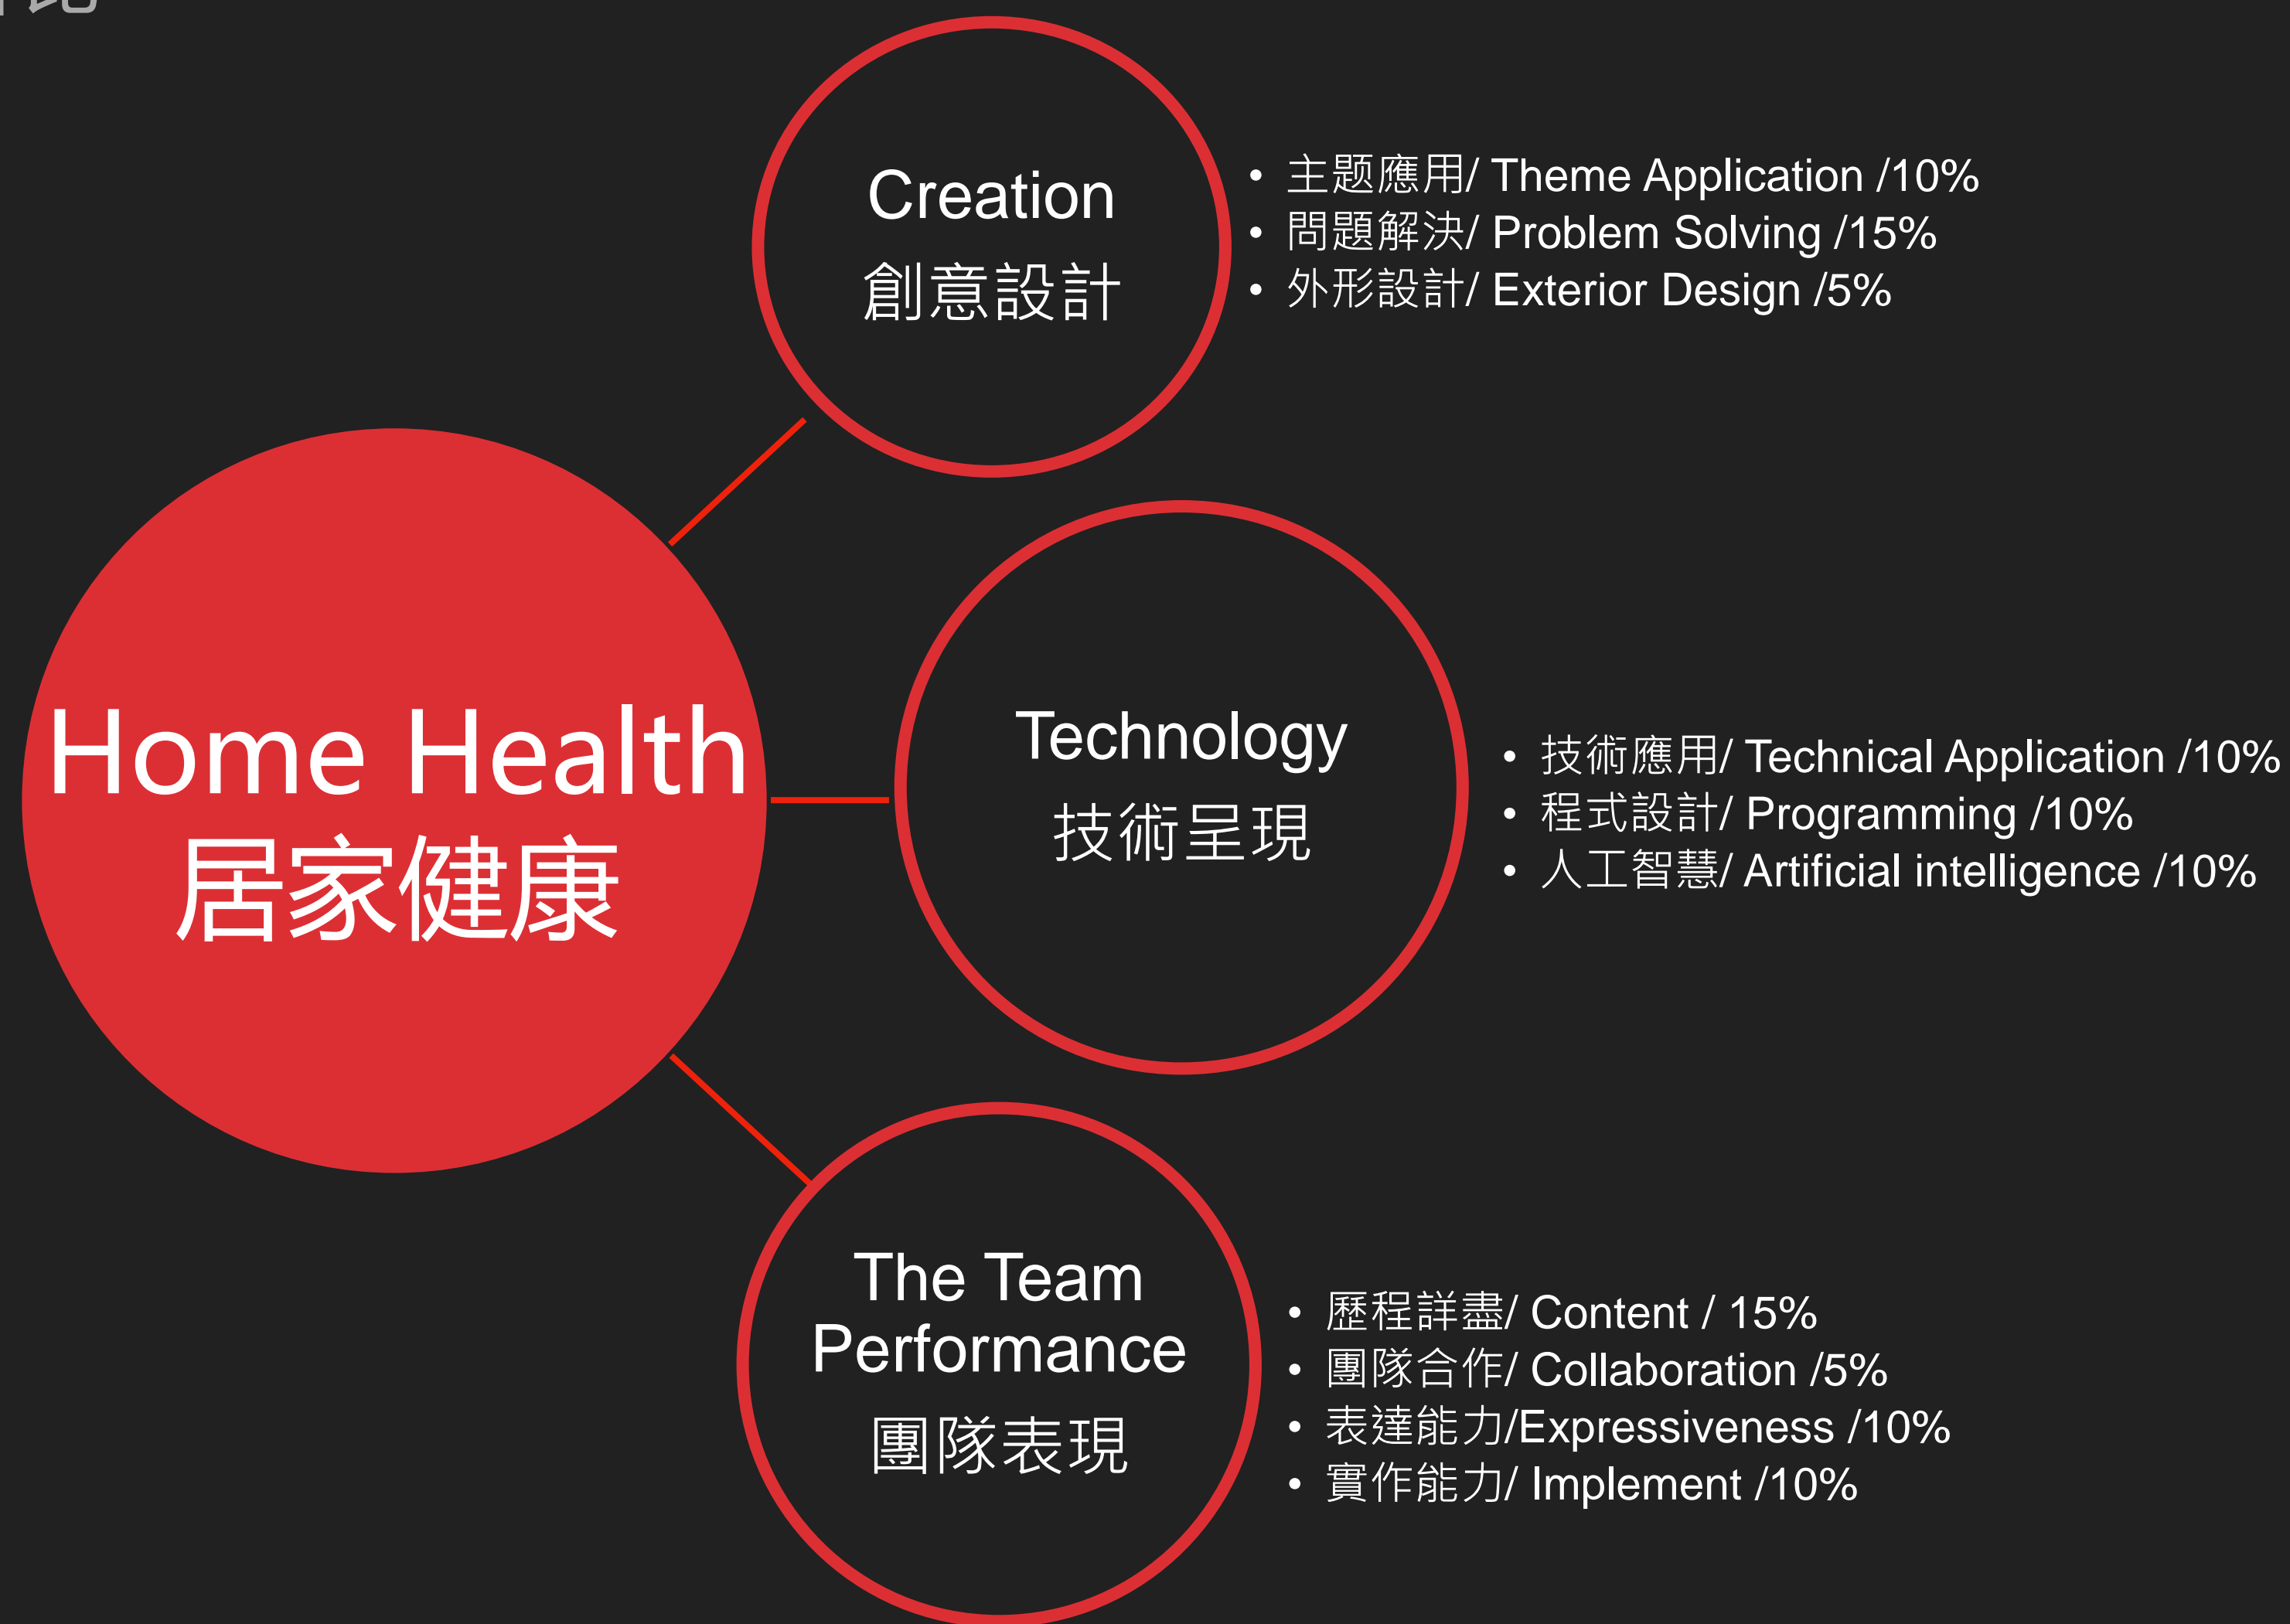 Creation
創意設計
• 主題應用/ Theme Application /10%
• 問題解決/ Problem Solving /15%
• 外形設計/ Exterior Design /5%
Home Health
居家健康
Technology
技術呈現
• 技術應用/ Technical Application /10%
• 程式設計/ Programming /10%
• 人工智慧/ Artificial intelligence /10%
The Team
Performance
團隊表現
• 歷程詳盡/ Content / 15%
• 團隊合作/ Collaboration /5%
• 表達能力/Expressiveness /10%
• 實作能力/ Implement /10%